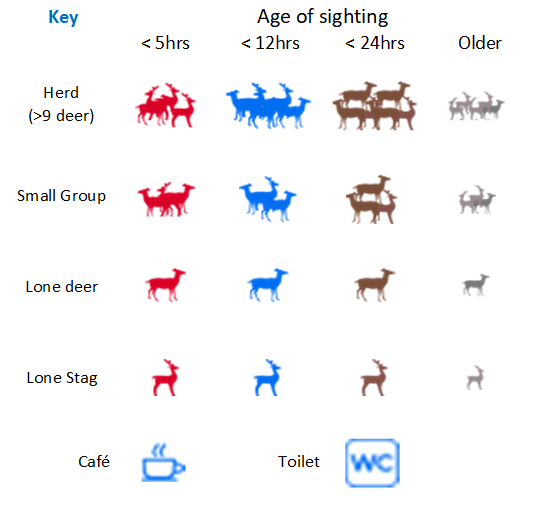 Key
Age of sighting
< 5hrs < 12hrs < 24hrs Older
Herd
(>9 deer)
Small Group
Lone deer
Lone Stag
Café Toilet WC